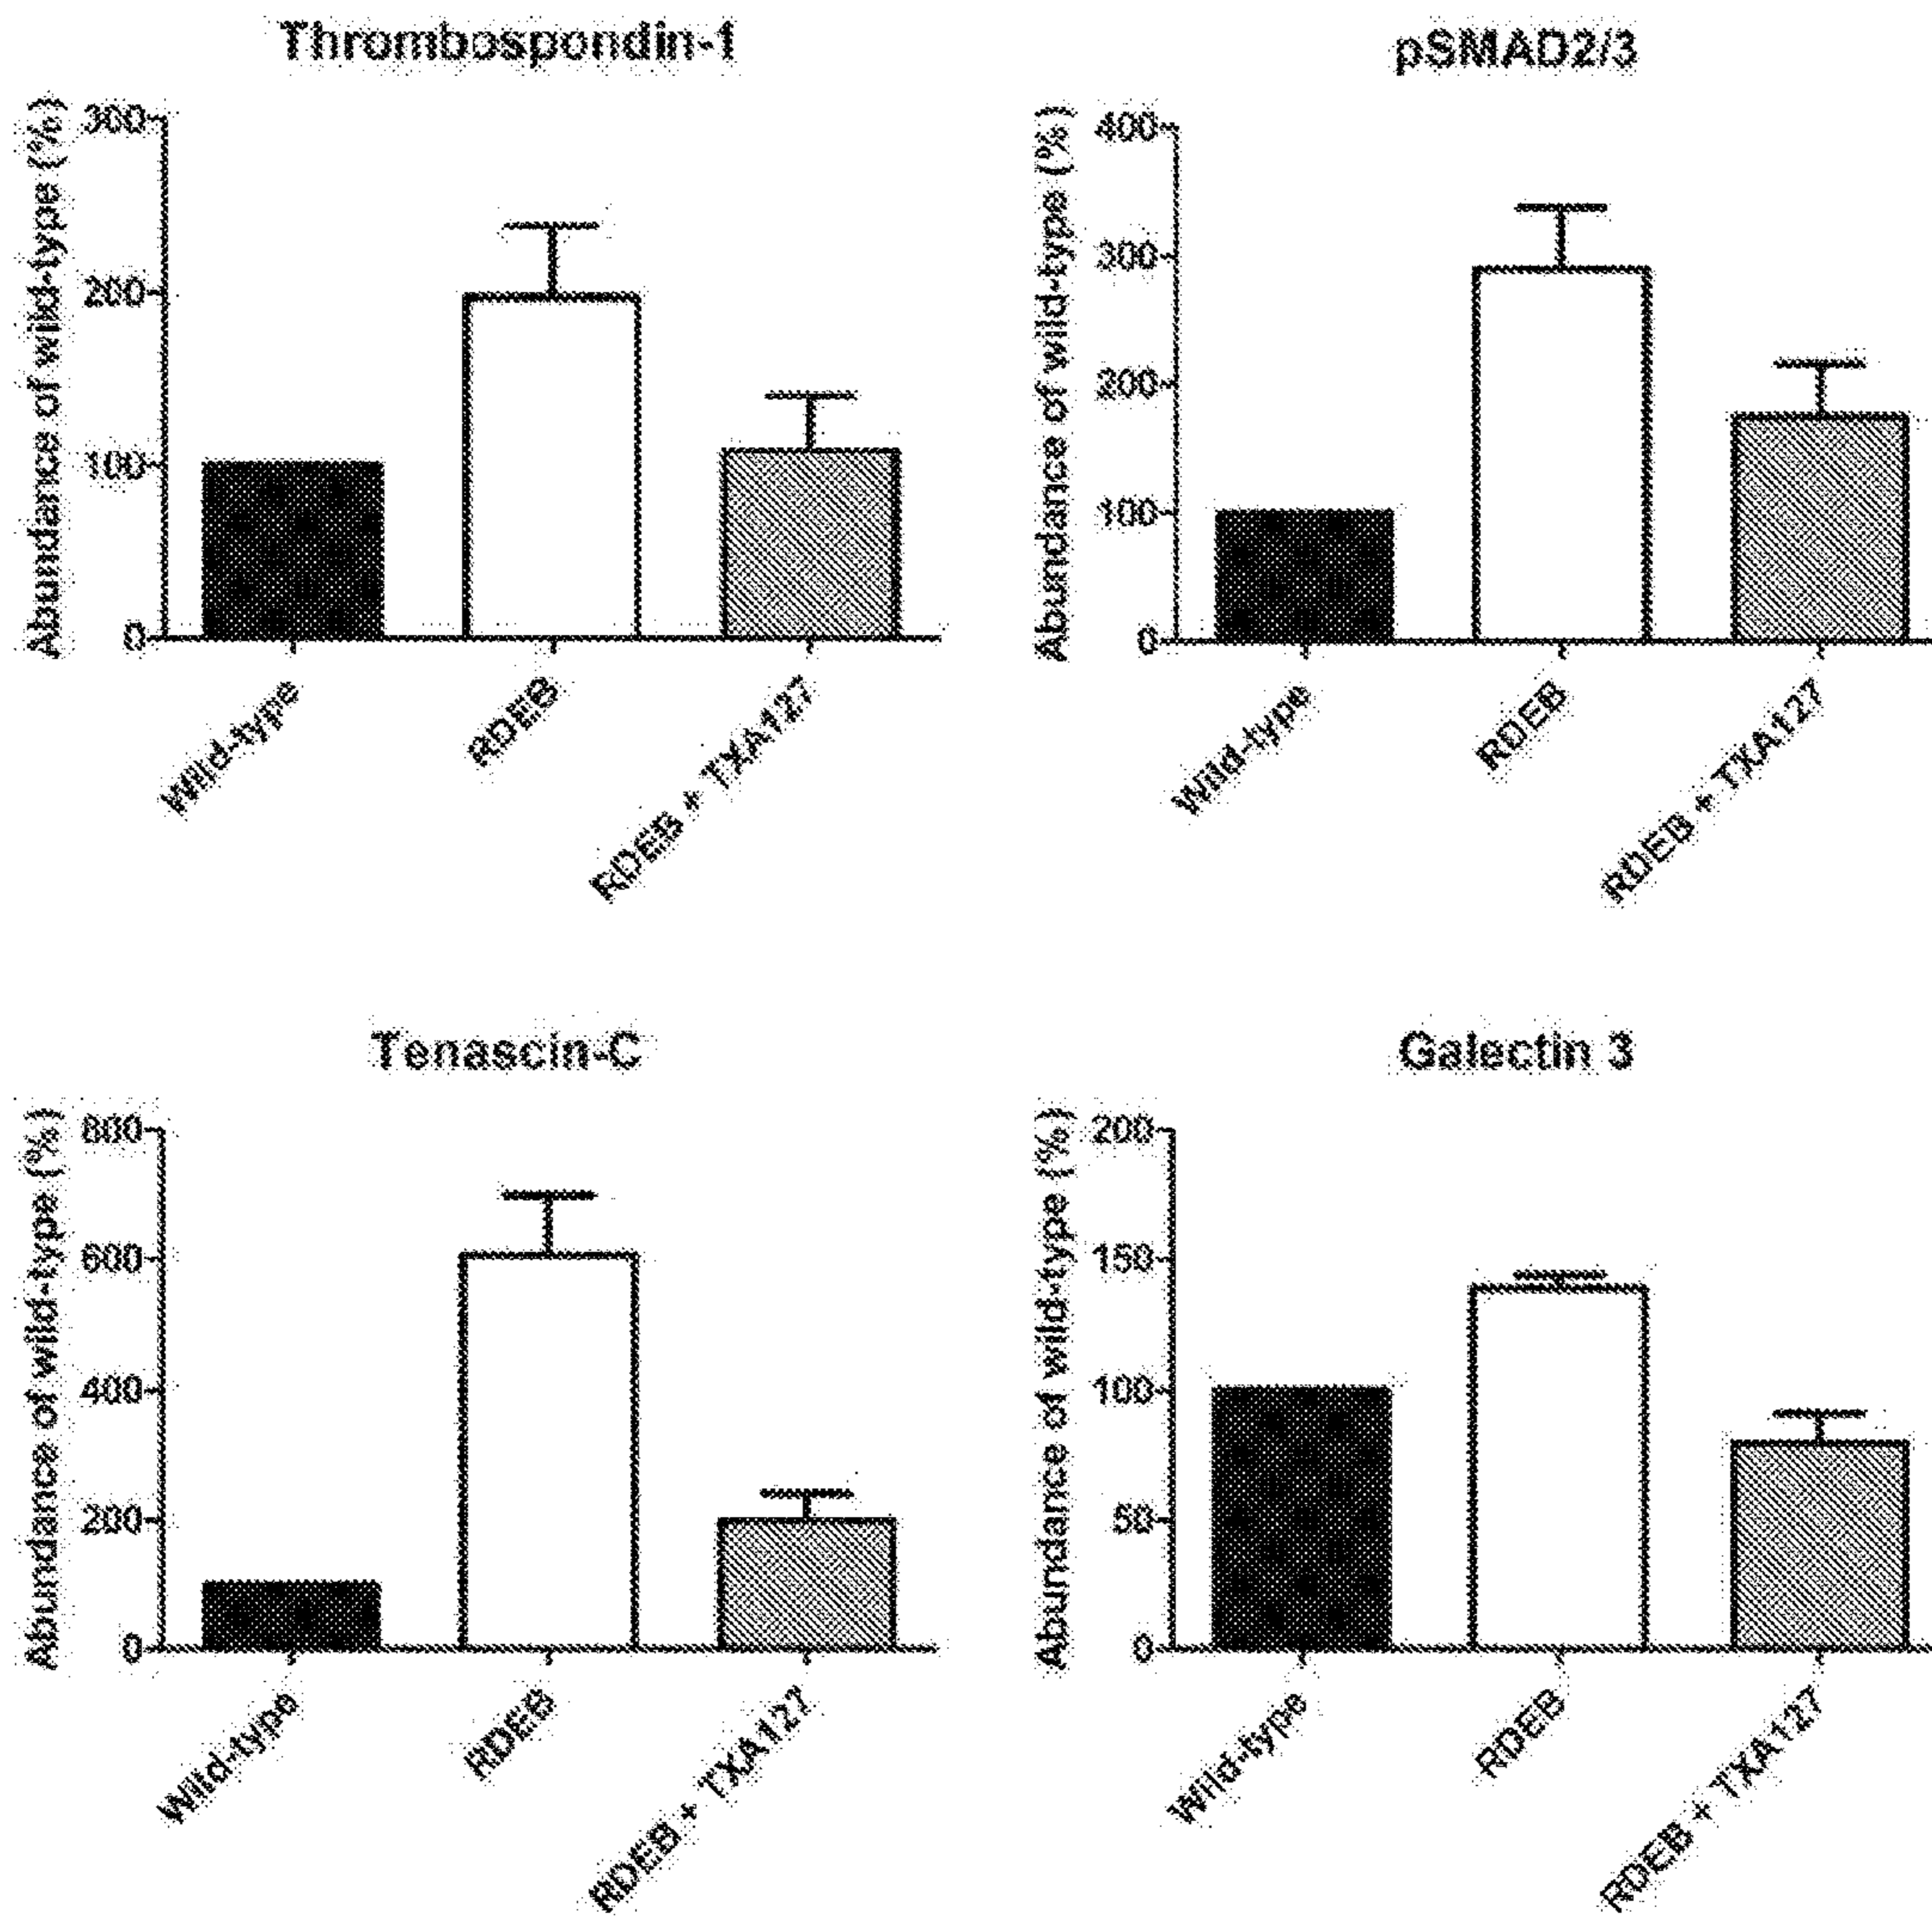 Thrombospondin-1
Abundance of wild-type (%)
300
200
100
0
Wild-type
RDEB
RDEB + TXA127
pSMAD2/3
Abundance of wild-type (%)
400
300
200
100
0
Wild-type
RDEB
RDEB + TXA127
Tenascin-C
Abundance of wild-type (%)
800
600
400
200
0
Wild-type
RDEB
RDEB + TXA127
Galectin 3
Abundance of wild-type (%)
200
150
100
50
0
Wild-type
RDEB
RDEB + TXA127